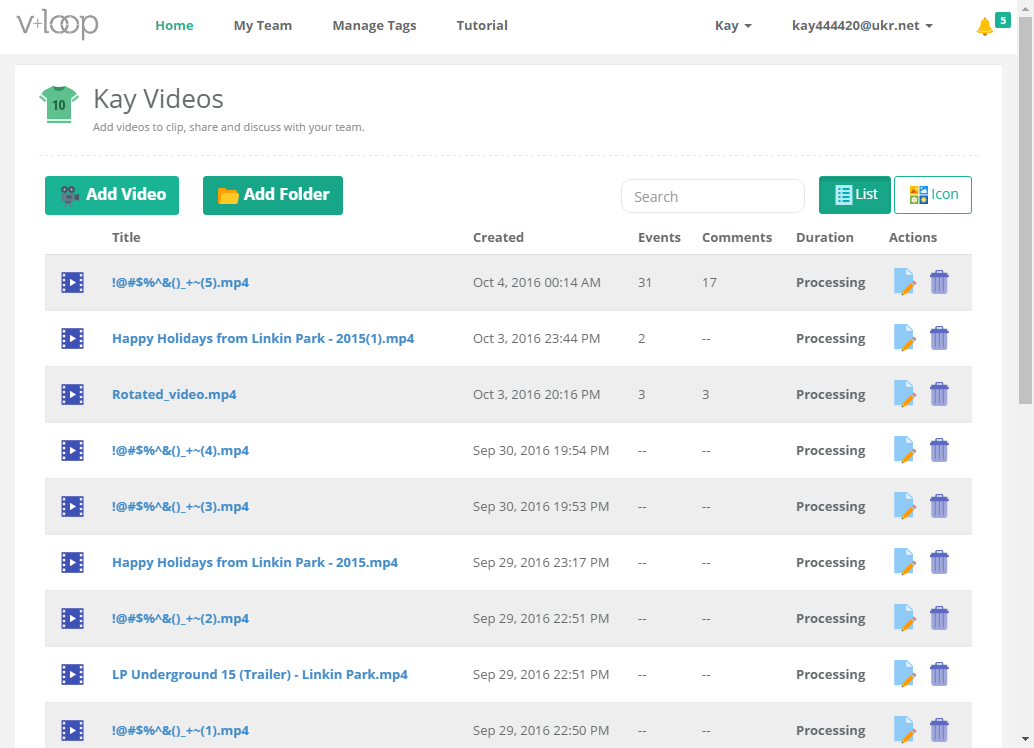 v+loop Home My Team Manage Tags Tutorial Kay kay444420@ukr.net 5
10
Kay Videos
Add videos to clip, share and discuss with your team.
Add Video Add Folder Search List Icon
Title Created Events Comments Duration Actions
!@#$%^&()_+~(5).mp4 Oct 4, 2016 00:14 AM 31 17 Processing
Happy Holidays from Linkin Park - 2015(1).mp4 Oct 3, 2016 23:44 PM 2 -- Processing
Rotated_video.mp4 Oct 3, 2016 20:16 PM 3 3 Processing
!@#$%^&()_+~(4).mp4 Sep 30, 2016 19:54 PM -- -- Processing
!@#$%^&()_+~(3).mp4 Sep 30, 2016 19:53 PM -- -- Processing
Happy Holidays from Linkin Park - 2015.mp4 Sep 29, 2016 23:17 PM -- -- Processing
!@#$%^&()_+~(2).mp4 Sep 29, 2016 22:51 PM -- -- Processing
LP Underground 15 (Trailer) - Linkin Park.mp4 Sep 29, 2016 22:51 PM -- -- Processing
!@#$%^&()_+~(1).mp4 Sep 29, 2016 22:50 PM -- -- Processing